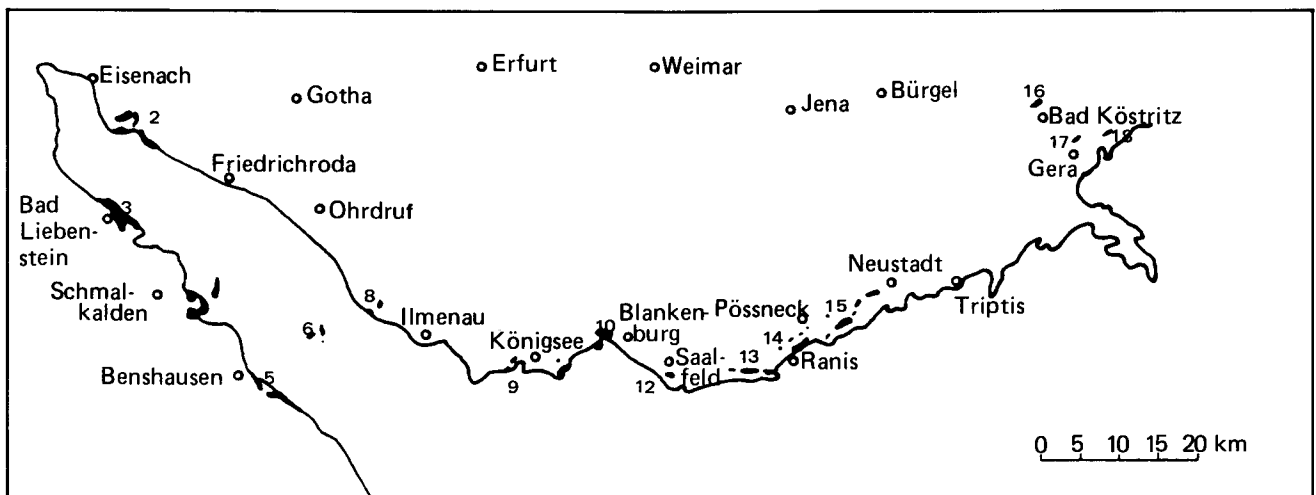 Eisenach
Erfurt
Weimar
Gotha
Jena
Bürgel
16
Bad Köstritz
2
17
18
Gera
Friedrichroda
Bad
Lieben-
stein
3
Ohrdruf
Schmal-
kalden
8
Ilmenau
6
Königsee
10
Blanken-
burg
Pössneck
15
Neustadt
Triptis
14
Benshausen
5
9
12
Saal-
feld
13
Ranis
0 5 10 15 20 km